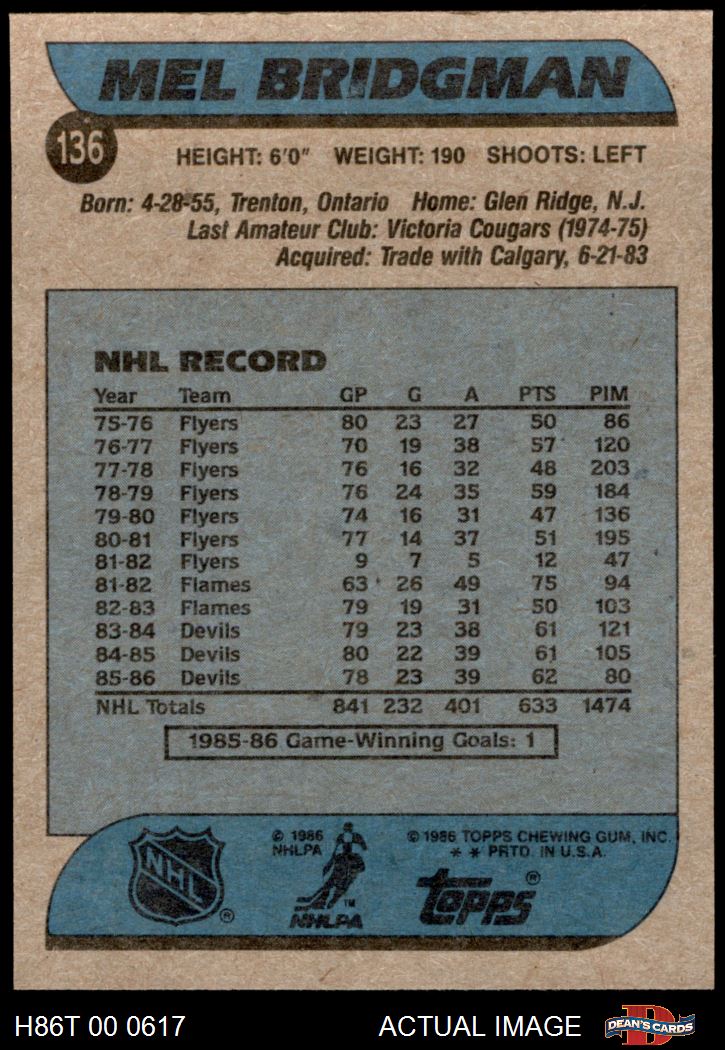 MEL BRIDGMAN
136
HEIGHT: 6'0" WEIGHT: 190 SHOOTS: LEFT
Born: 4-28-55, Trenton, Ontario Home: Glen Ridge, N.J.
Last Amateur Club: Victoria Cougars (1974-75)
Acquired: Trade with Calgary, 6-21-83
NHL RECORD
Year Team GP G A PTS PIM
75-76 Flyers 80 23 27 50 86
76-77 Flyers 70 19 38 57 120
77-78 Flyers 76 16 32 48 203
78-79 Flyers 76 24 35 59 184
79-80 Flyers 74 16 31 47 136
80-81 Flyers 77 14 37 51 195
81-82 Flyers 9 7 5 12 47
81-82 Flames 63 26 49 75 94
82-83 Flames 79 19 31 50 103
83-84 Devils 79 23 38 61 121
84-85 Devils 80 22 39 61 105
85-86 Devils 78 23 39 62 80
NHL Totals 841 232 401 633 1474
1985-86 Game-Winning Goals: 1
© 1986 NHLPA
© 1986 TOPPS CHEWING GUM, INC.
* * PRTD. IN U.S.A.
NHL ®
NHLPA ™
TOPPS ®
H86T 00 0617 ACTUAL IMAGE
D
DEAN'S CARDS